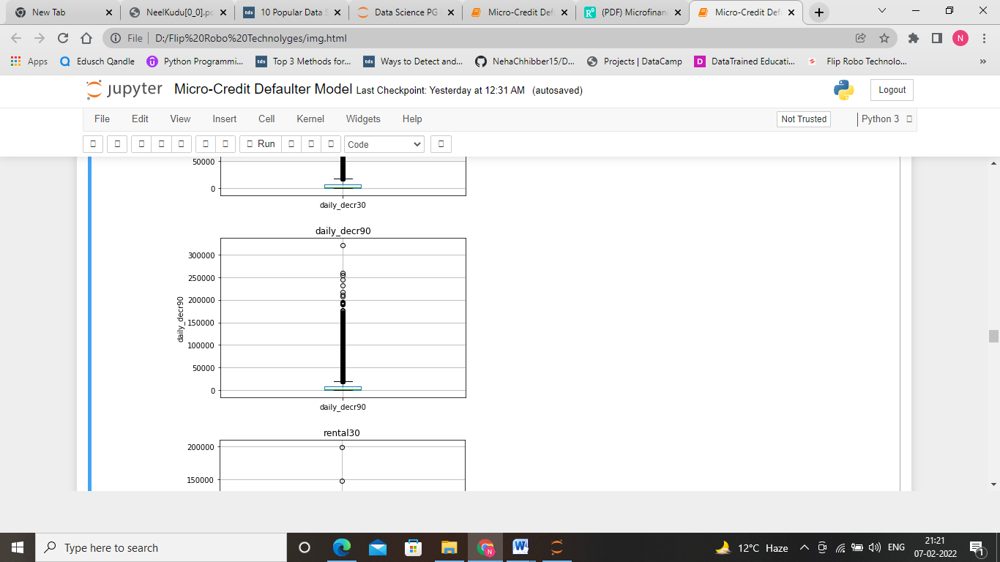 New Tab
NeelKudu[0_0].pc
10 Popular Data S
Data Science PG
Micro-Credit Def
(PDF) Microfinan
Micro-Credit Def
File D:/Flip%20Robo%20Technolyges/img.html
N
Apps
Edusch Qandle
Python Programmi...
tds Top 3 Methods for...
tds Ways to Detect and...
NehaChhibber15/D...
Projects | DataCamp
D DataTrained Educati...
Flip Robo Technolo...
»
jupyter Micro-Credit Defaulter Model Last Checkpoint: Yesterday at 12:31 AM (autosaved)
Logout
File Edit View Insert Cell Kernel Widgets Help
Not Trusted
Python 3
Run
Code
50000
0
daily_decr30
daily_decr90
300000
250000
200000
150000
100000
50000
0
daily_decr90
daily_decr90
rental30
200000
150000
Type here to search
12°C Haze
ENG
21:21
07-02-2022
1